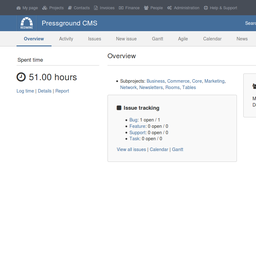 My page Projects Contacts Invoices Finance People Administration Help & Support
Pressground CMS
Sear
Overview Activity Issues New issue Gantt Agile Calendar News
Spent time
51.00 hours
Log time | Details | Report
Overview
Subprojects: Business, Commerce, Core, Marketing,
Network, Newsletters, Rooms, Tables
Issue tracking
Bug: 1 open / 1
Feature: 0 open / 0
Support: 0 open / 0
Task: 0 open / 0
View all issues | Calendar | Gantt
M
D